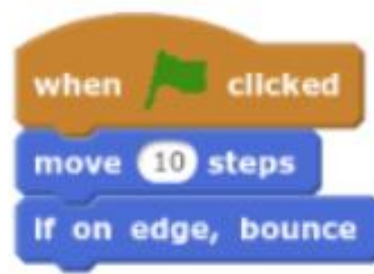 when clicked
move 10 steps
if on edge, bounce